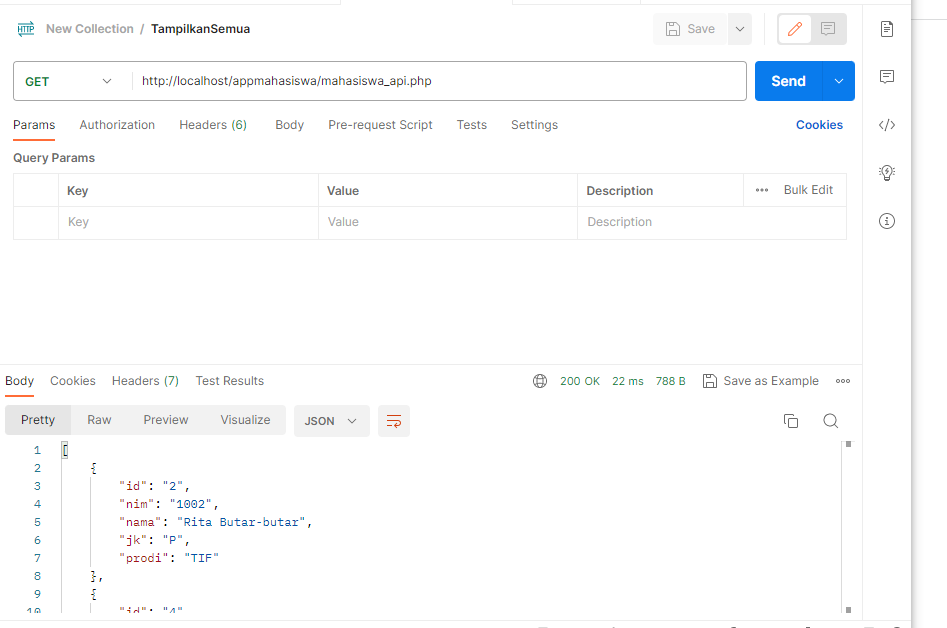 HTTP New Collection / TampilkanSemua Save
GET http://localhost/appmahasiswa/mahasiswa_api.php Send
Params Authorization Headers (6) Body Pre-request Script Tests Settings Cookies
Query Params
Key Value Description ••• Bulk Edit
Key Value Description
Body Cookies Headers (7) Test Results 200 OK 22 ms 788 B Save as Example
Pretty Raw Preview Visualize JSON
1 [
2 {
3 "id": "2",
4 "nim": "1002",
5 "nama": "Rita Butar-butar",
6 "jk": "P",
7 "prodi": "TIF"
8 },
9 {
10 "id": "4"